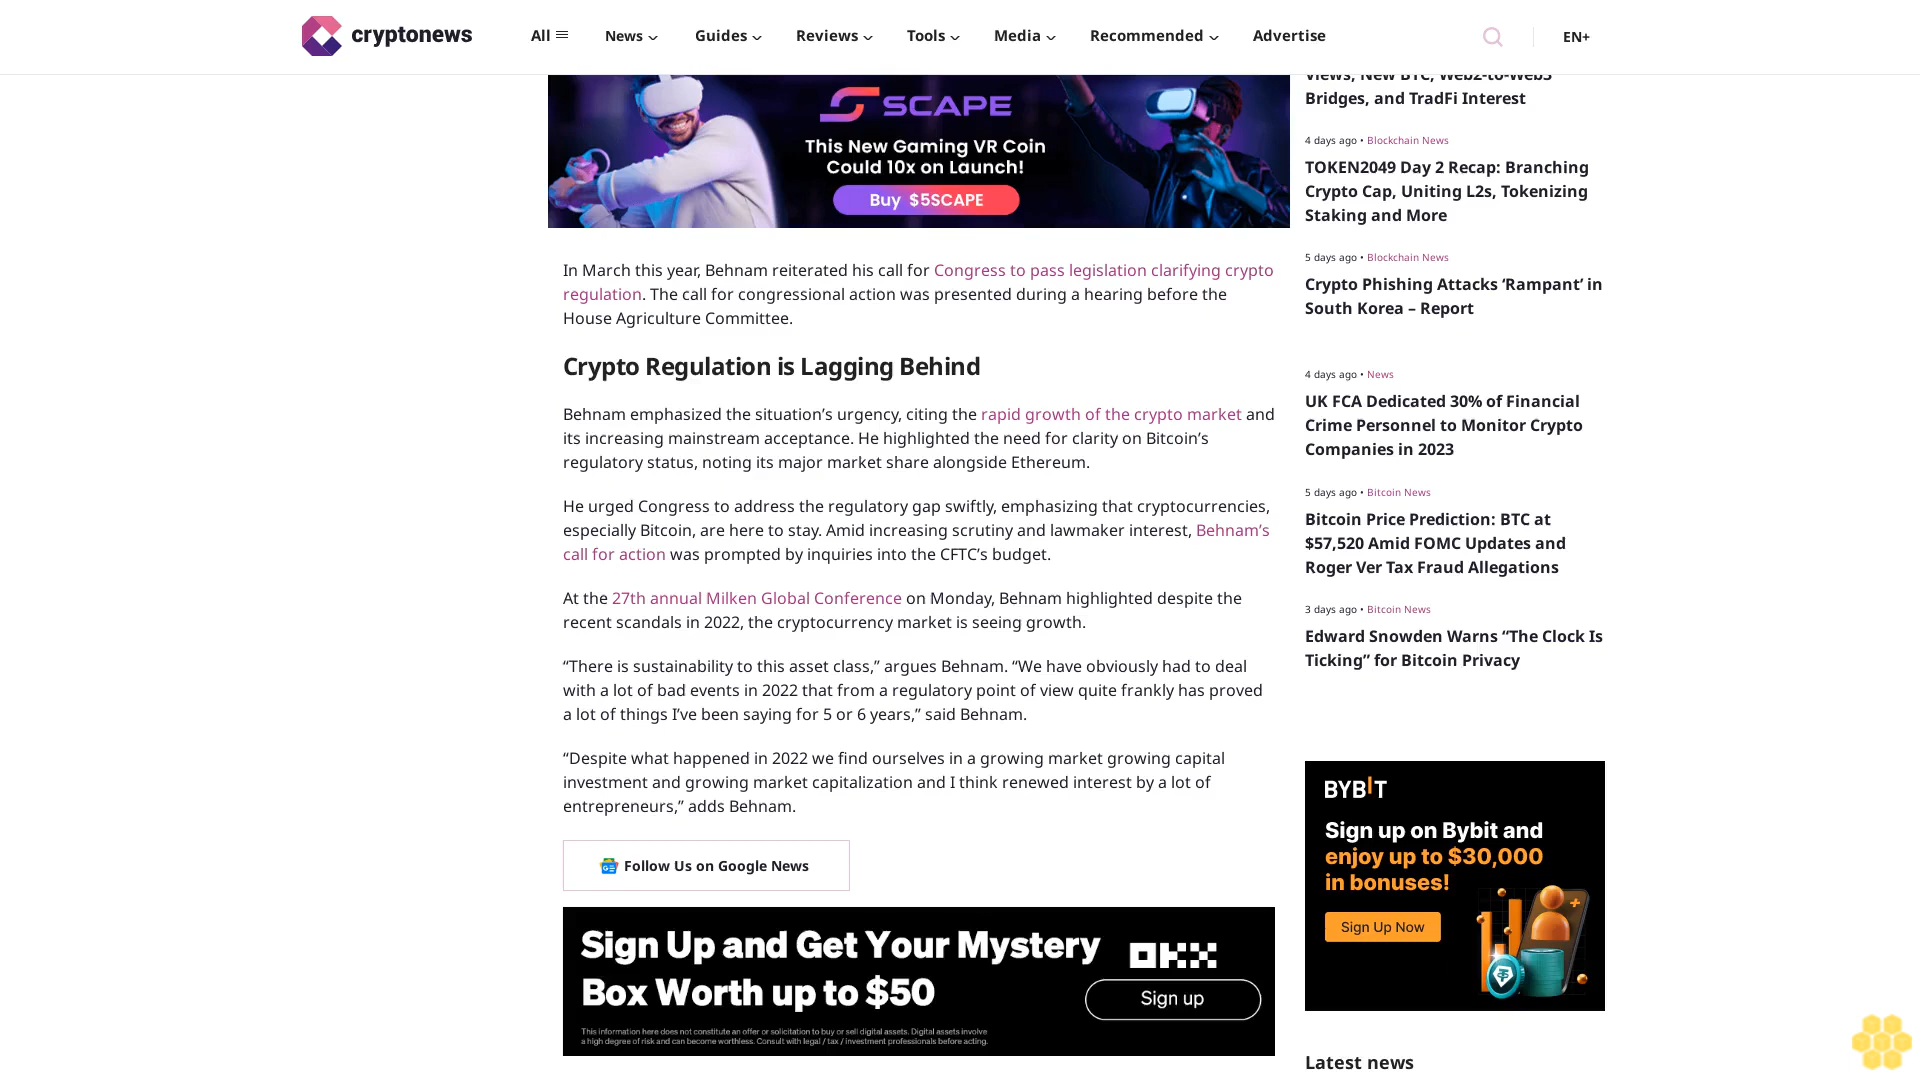 cryptonews
All
News
Guides
Reviews
Tools
Media
Recommended
Advertise
EN+
SCAPE
This New Gaming VR Coin
Could 10x on Launch!
Buy $5SCAPE
In March this year, Behnam reiterated his call for Congress to pass legislation clarifying crypto
regulation. The call for congressional action was presented during a hearing before the
House Agriculture Committee.
Crypto Regulation is Lagging Behind
Behnam emphasized the situation’s urgency, citing the rapid growth of the crypto market and
its increasing mainstream acceptance. He highlighted the need for clarity on Bitcoin’s
regulatory status, noting its major market share alongside Ethereum.
He urged Congress to address the regulatory gap swiftly, emphasizing that cryptocurrencies,
especially Bitcoin, are here to stay. Amid increasing scrutiny and lawmaker interest, Behnam’s
call for action was prompted by inquiries into the CFTC’s budget.
At the 27th annual Milken Global Conference on Monday, Behnam highlighted despite the
recent scandals in 2022, the cryptocurrency market is seeing growth.
“There is sustainability to this asset class,” argues Behnam. “We have obviously had to deal
with a lot of bad events in 2022 that from a regulatory point of view quite frankly has proved
a lot of things I’ve been saying for 5 or 6 years,” said Behnam.
“Despite what happened in 2022 we find ourselves in a growing market growing capital
investment and growing market capitalization and I think renewed interest by a lot of
entrepreneurs,” adds Behnam.
Follow Us on Google News
Sign Up and Get Your Mystery
Box Worth up to $50
OKX
Sign up
This information here does not constitute an offer or solicitation to buy or sell digital assets. Digital assets involve
a high degree of risk and can become worthless. Consult with legal / tax / investment professionals before acting.
Views, New BTC, Web2-to-Web3
Bridges, and TradFi Interest
4 days ago • Blockchain News
TOKEN2049 Day 2 Recap: Branching
Crypto Cap, Uniting L2s, Tokenizing
Staking and More
5 days ago • Blockchain News
Crypto Phishing Attacks ‘Rampant’ in
South Korea – Report
4 days ago • News
UK FCA Dedicated 30% of Financial
Crime Personnel to Monitor Crypto
Companies in 2023
5 days ago • Bitcoin News
Bitcoin Price Prediction: BTC at
$57,520 Amid FOMC Updates and
Roger Ver Tax Fraud Allegations
3 days ago • Bitcoin News
Edward Snowden Warns “The Clock Is
Ticking” for Bitcoin Privacy
BYBIT
Sign up on Bybit and
enjoy up to $30,000
in bonuses!
Sign Up Now
Latest news